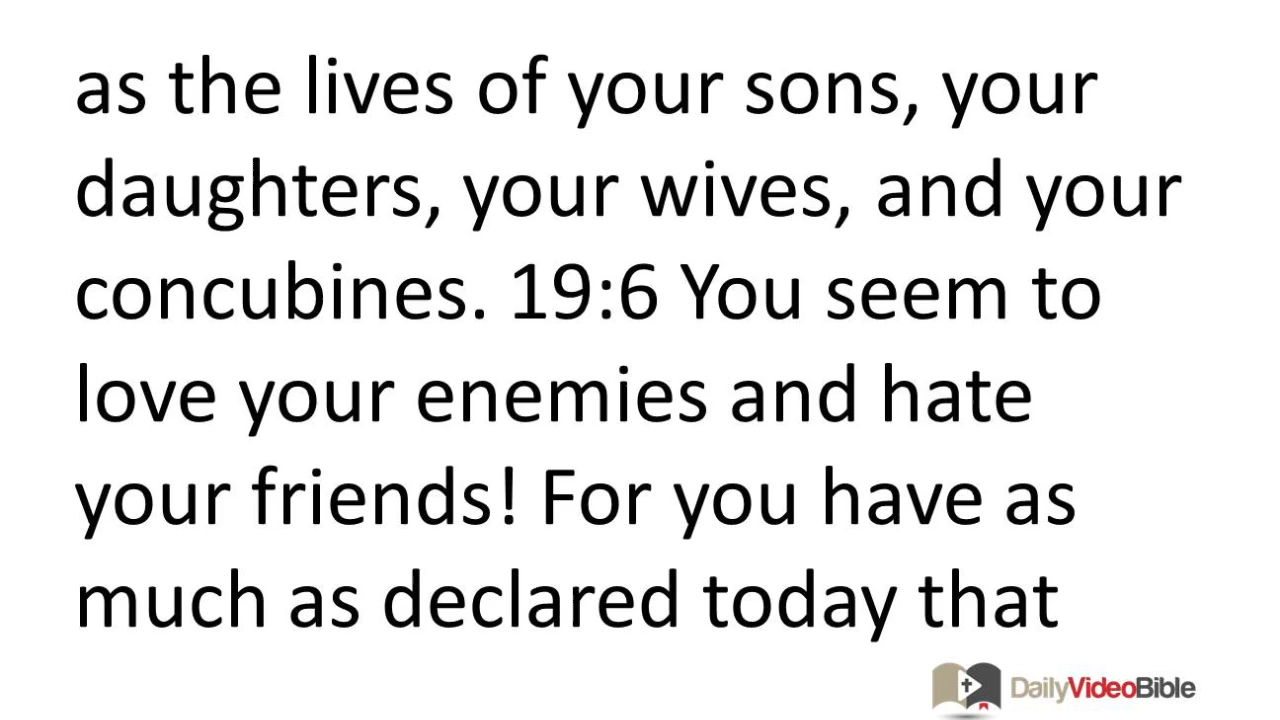 as the lives of your sons, your
daughters, your wives, and your
concubines. 19:6 You seem to
love your enemies and hate
your friends! For you have as
much as declared today that
DailyVideoBible